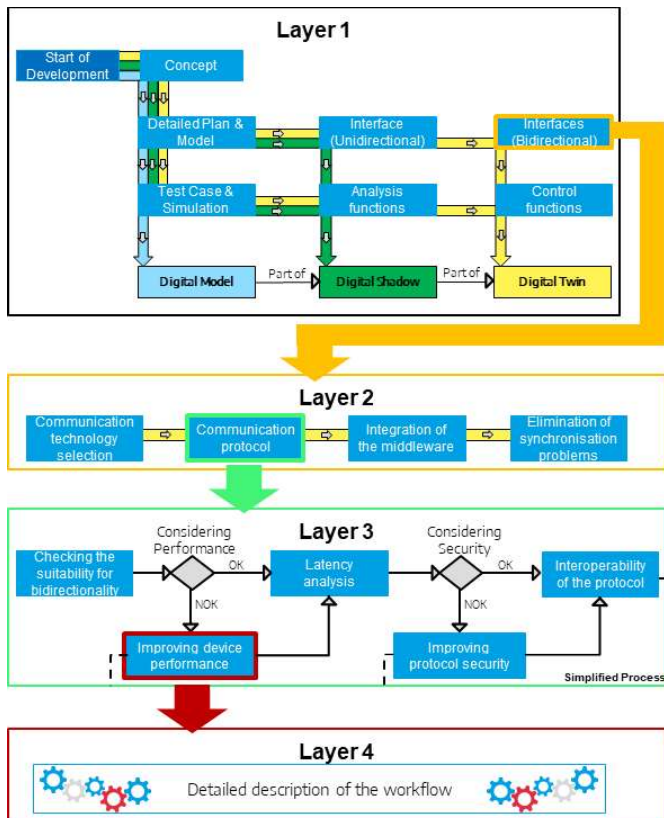 Layer 1
Start of
Development
Concept
Detailed Plan &
Model
Interface
(Unidirectional)
Interfaces
(Bidirectional)
Test Case &
Simulation
Analysis
functions
Control
functions
Digital Model
Part of
Digital Shadow
Part of
Digital Twin
Layer 2
Communication
technology
selection
Communication
protocol
Integration of
the middleware
Elimination of
synchronisation
problems
Layer 3
Checking the
suitability for
bidirectionality
Considering
Performance
OK
NOK
Latency
analysis
Considering
Security
OK
NOK
Interoperability
of the protocol
Improving device
performance
Improving
protocol security
Simplified Process
Layer 4
Detailed description of the workflow